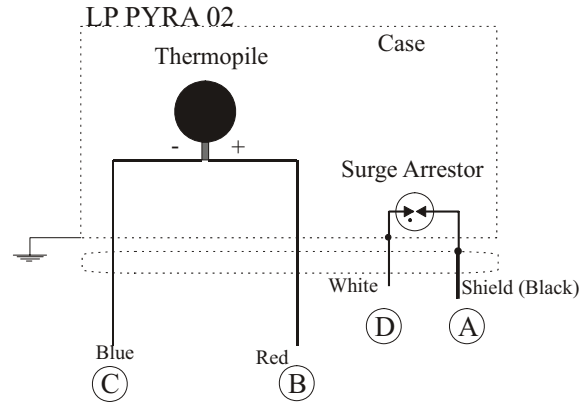 LP PYRA 02
Case
Thermopile
- +
Surge Arrestor
White
Shield (Black)
D A
Blue
Red
C B